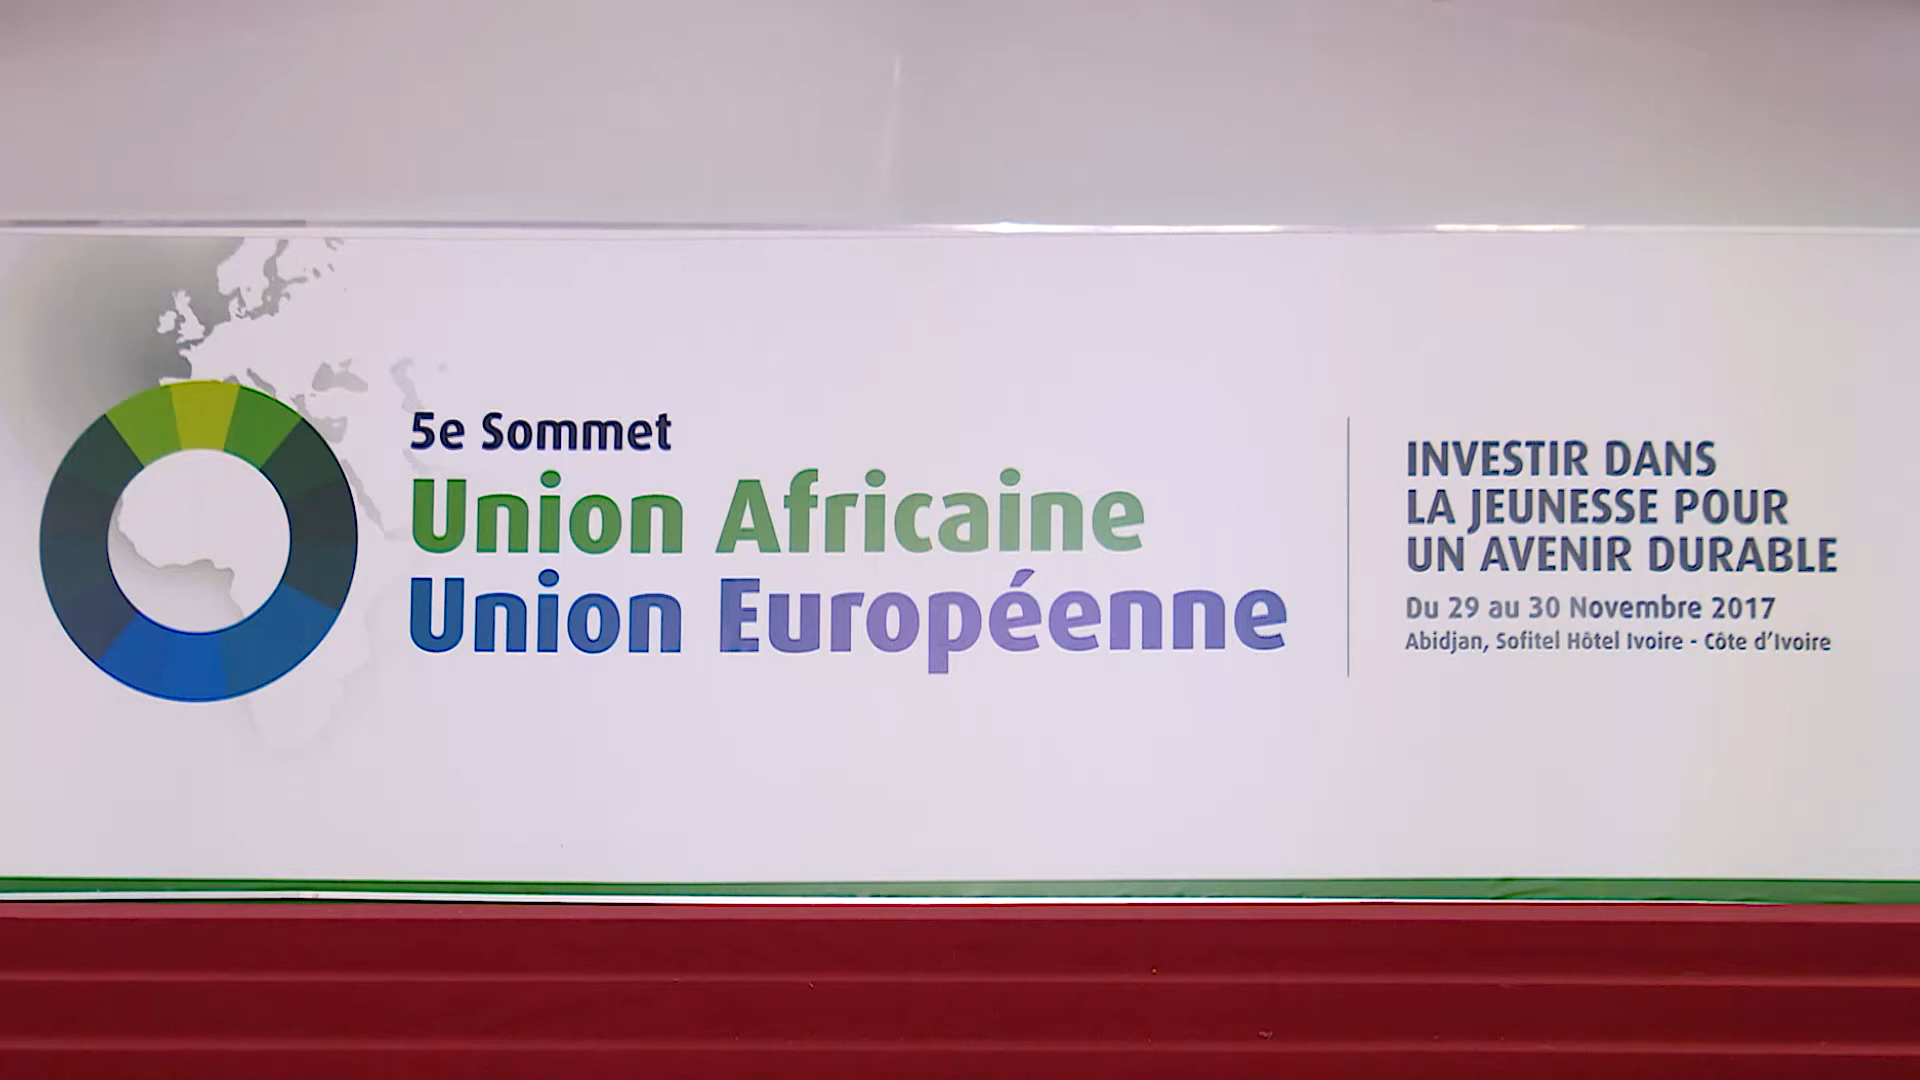 5e Sommet
Union Africaine
Union Européenne
INVESTIR DANS
LA JEUNESSE POUR
UN AVENIR DURABLE
Du 29 au 30 Novembre 2017
Abidjan, Sofitel Hôtel Ivoire - Côte d'Ivoire